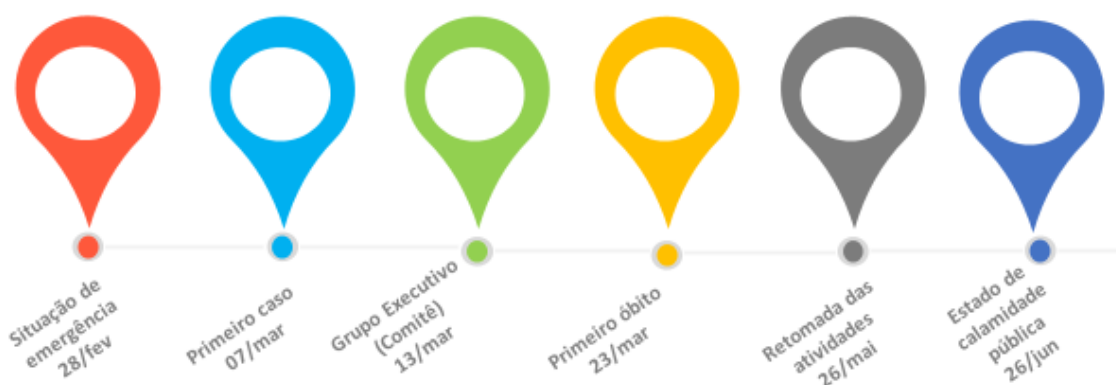 Situação de
emergência
28/fev
Primeiro caso
07/mar
Grupo Executivo
(Comitê)
13/mar
Primeiro óbito
23/mar
Retomada das
atividades
26/mai
Estado de
calamidade
pública
26/jun